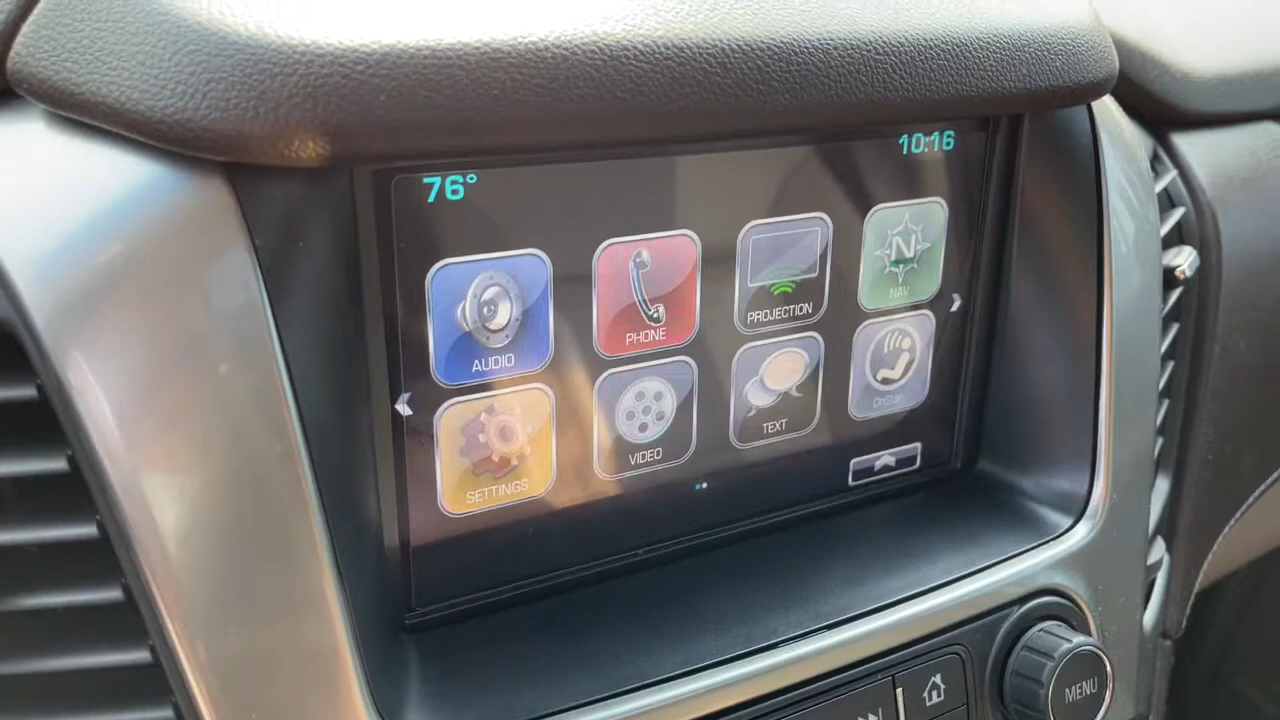 76°
10:16
AUDIO
PHONE
PROJECTION
NAV
SETTINGS
VIDEO
TEXT
OnStar
MENU